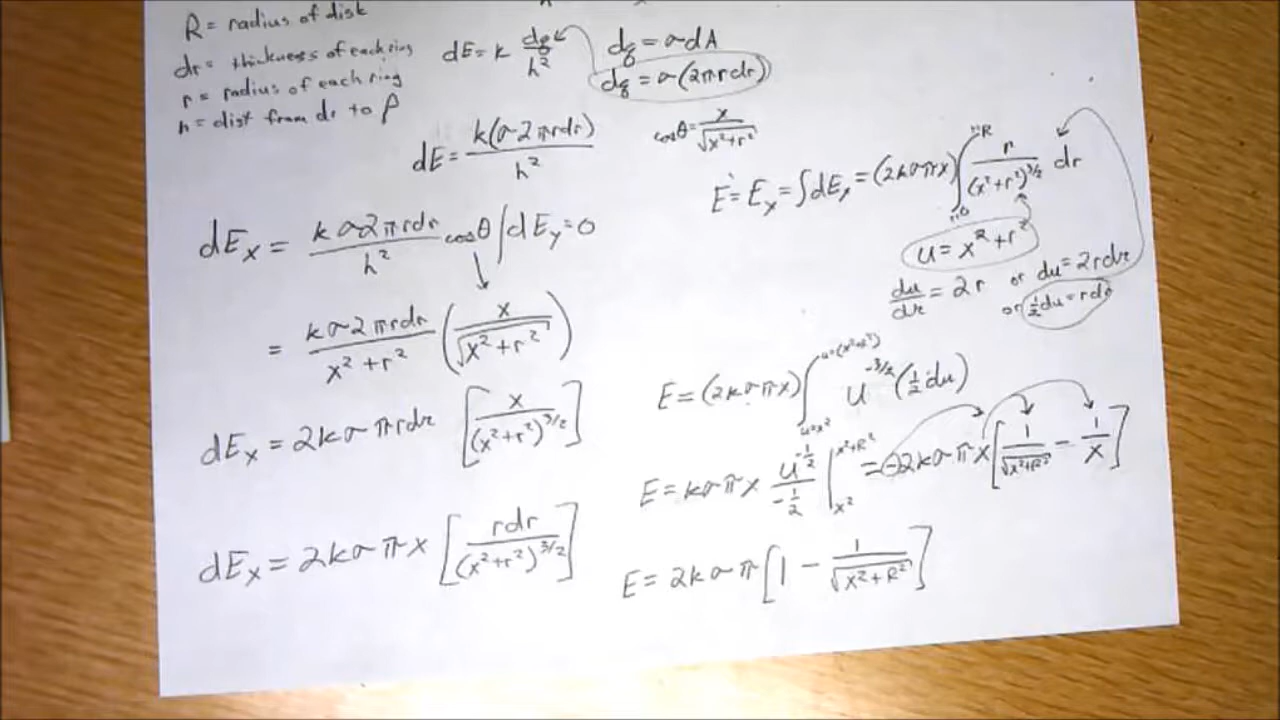 R = radius of disk
dr = thickness of each ring
r = radius of each ring
h = dist from dr to P
dE = k dq/h²
dq = σdA
dq = σ(2πrdr)
dE = k(σ2πrdr)/h²
cosθ = x/√(x²+r²)
dEx = kσ2πrdr/h² cosθ / dEy = 0
= kσ2πrdr/(x²+r²) (x/√(x²+r²))
dEx = 2kσπrdr [x/(x²+r²)^3/2]
dEx = 2kσπx [rdr/(x²+r²)^3/2]
E = Ex = ∫dEx = (2kσπx) ∫ r=0 r=R r/(x²+r²)^3/2 dr
u = x²+r²
du/dr = 2r or du = 2rdr
or ½du = rdr
E = (2kσπx) ∫ u=x² u=(x²+R²) u^-3/2 (½du)
E = kσπx u^-½/-½ | x² x²+R² = -2kσπx [1/√(x²+R²) - 1/x]
E = 2kσπ [1 - 1/√(x²+R²)]